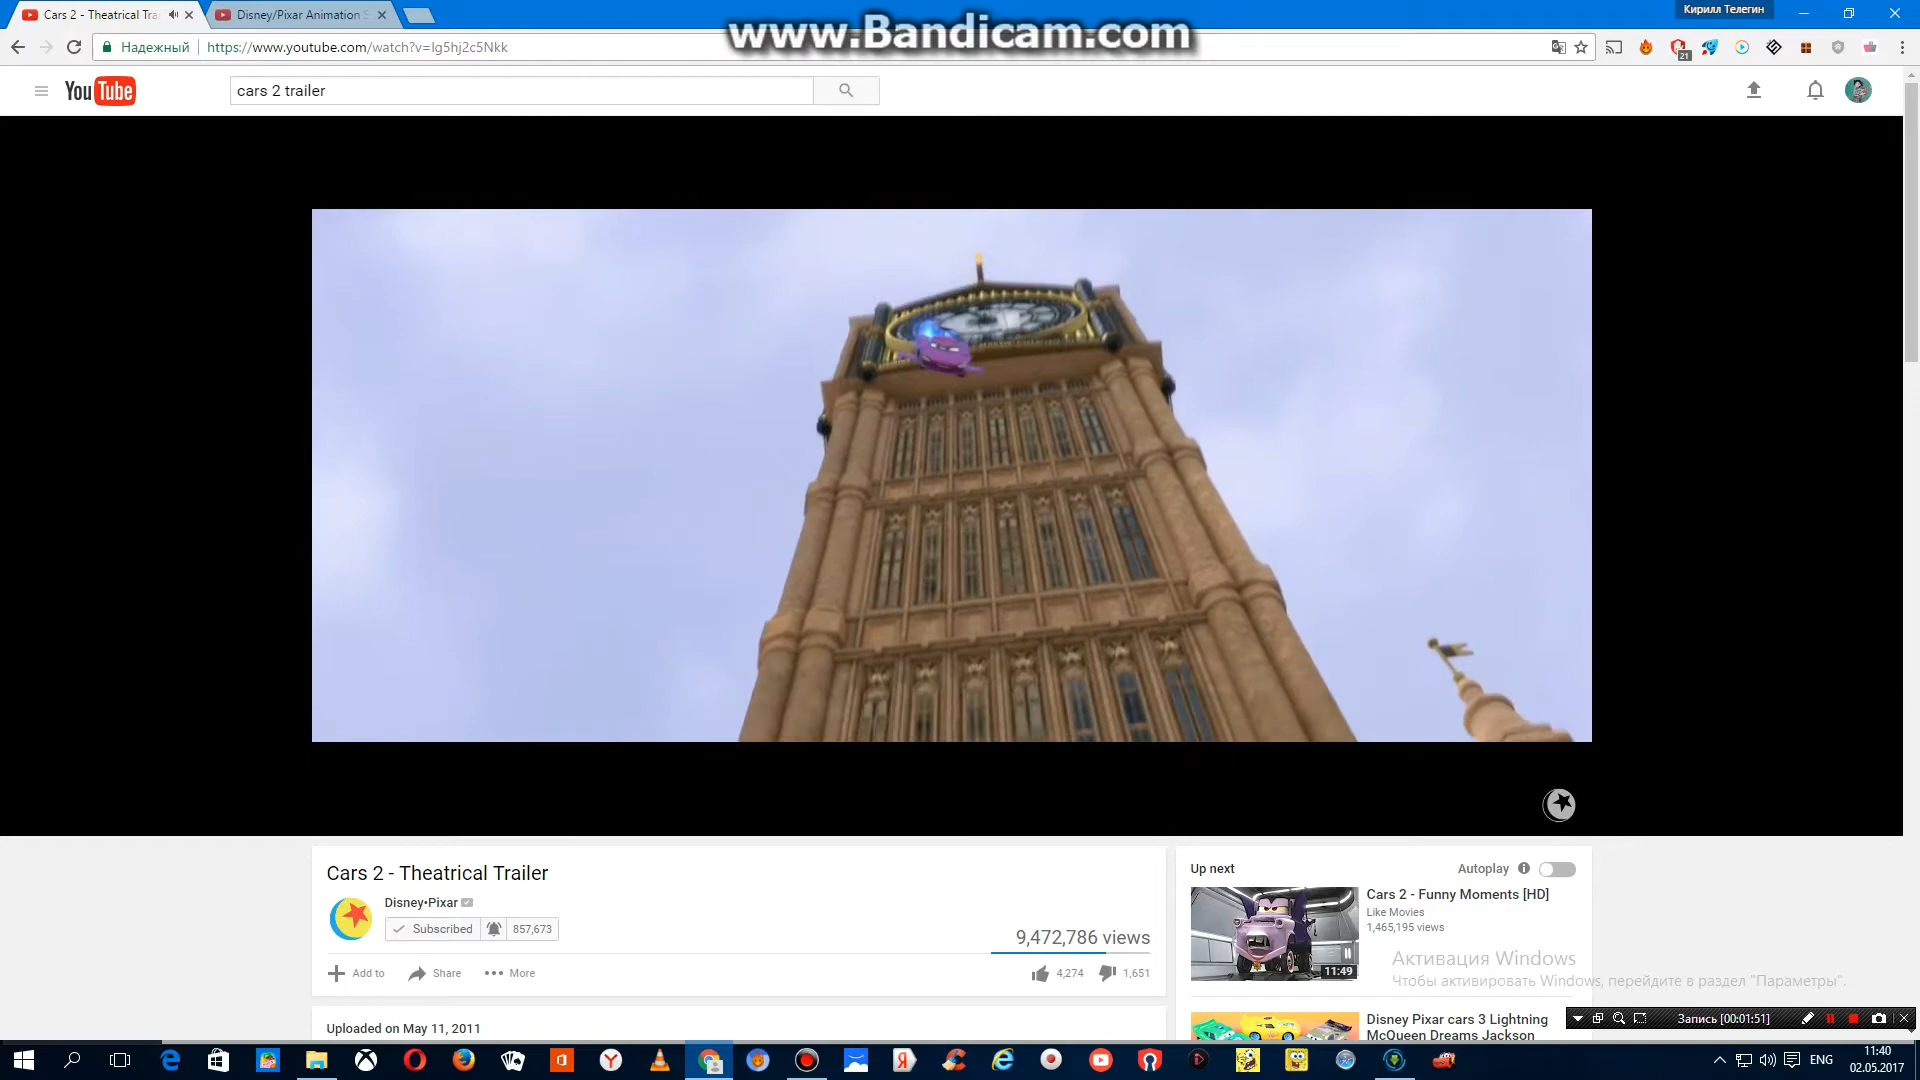 Cars 2 - Theatrical Tra
Disney/Pixar Animation S
www.Bandicam.com
Кирилл Телегин
Надежный
https://www.youtube.com/watch?v=Ig5hj2c5Nkk
21
YouTube
cars 2 trailer
Cars 2 - Theatrical Trailer
Disney•Pixar
Subscribed
857,673
9,472,786 views
Add to
Share
More
4,274
1,651
Uploaded on May 11, 2011
Up next
Autoplay
Cars 2 - Funny Moments [HD]
Like Movies
1,465,195 views
11:49
Активация Windows
Чтобы активировать Windows, перейдите в раздел "Параметры".
Disney Pixar cars 3 Lightning
McQueen Dreams Jackson
Запись [00:01:51]
ENG
11:40
02.05.2017